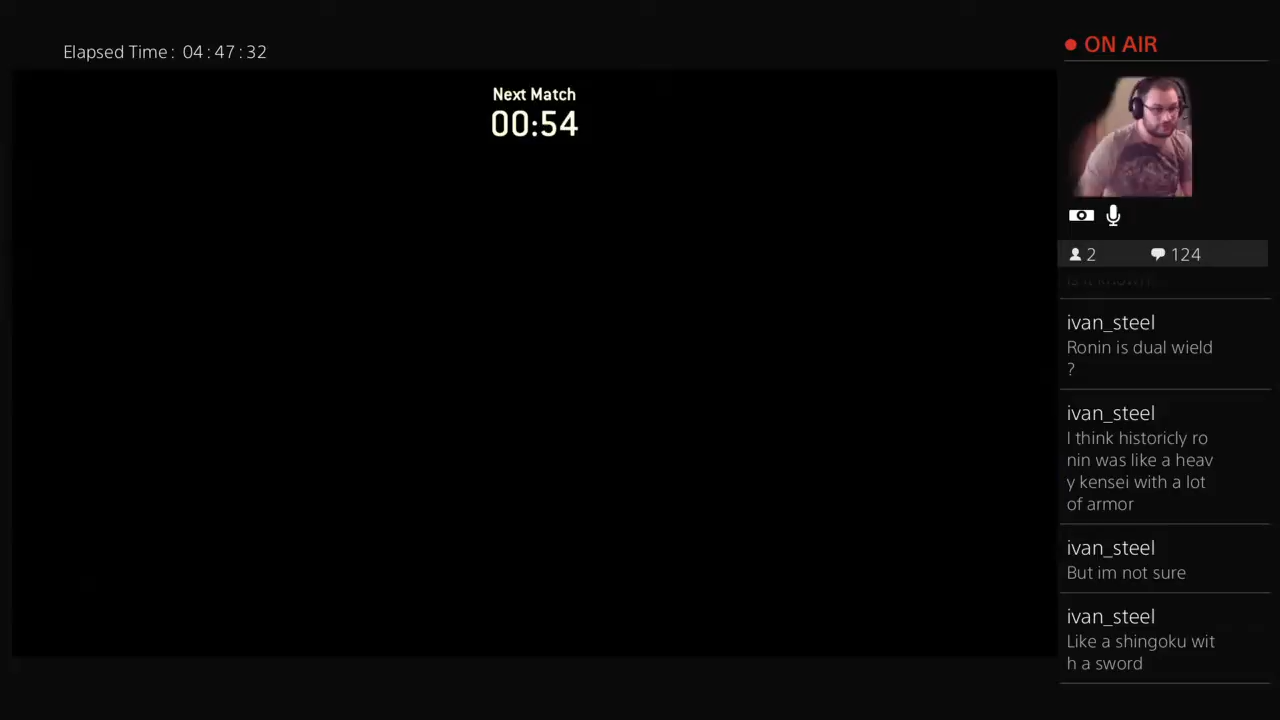 Elapsed Time: 04:47:32
ON AIR
Next Match
00:54
2 124
ivan_steel
Ronin is dual wield
?
ivan_steel
I think historicly ro
nin was like a heav
y kensei with a lot
of armor
ivan_steel
But im not sure
ivan_steel
Like a shingoku wit
h a sword